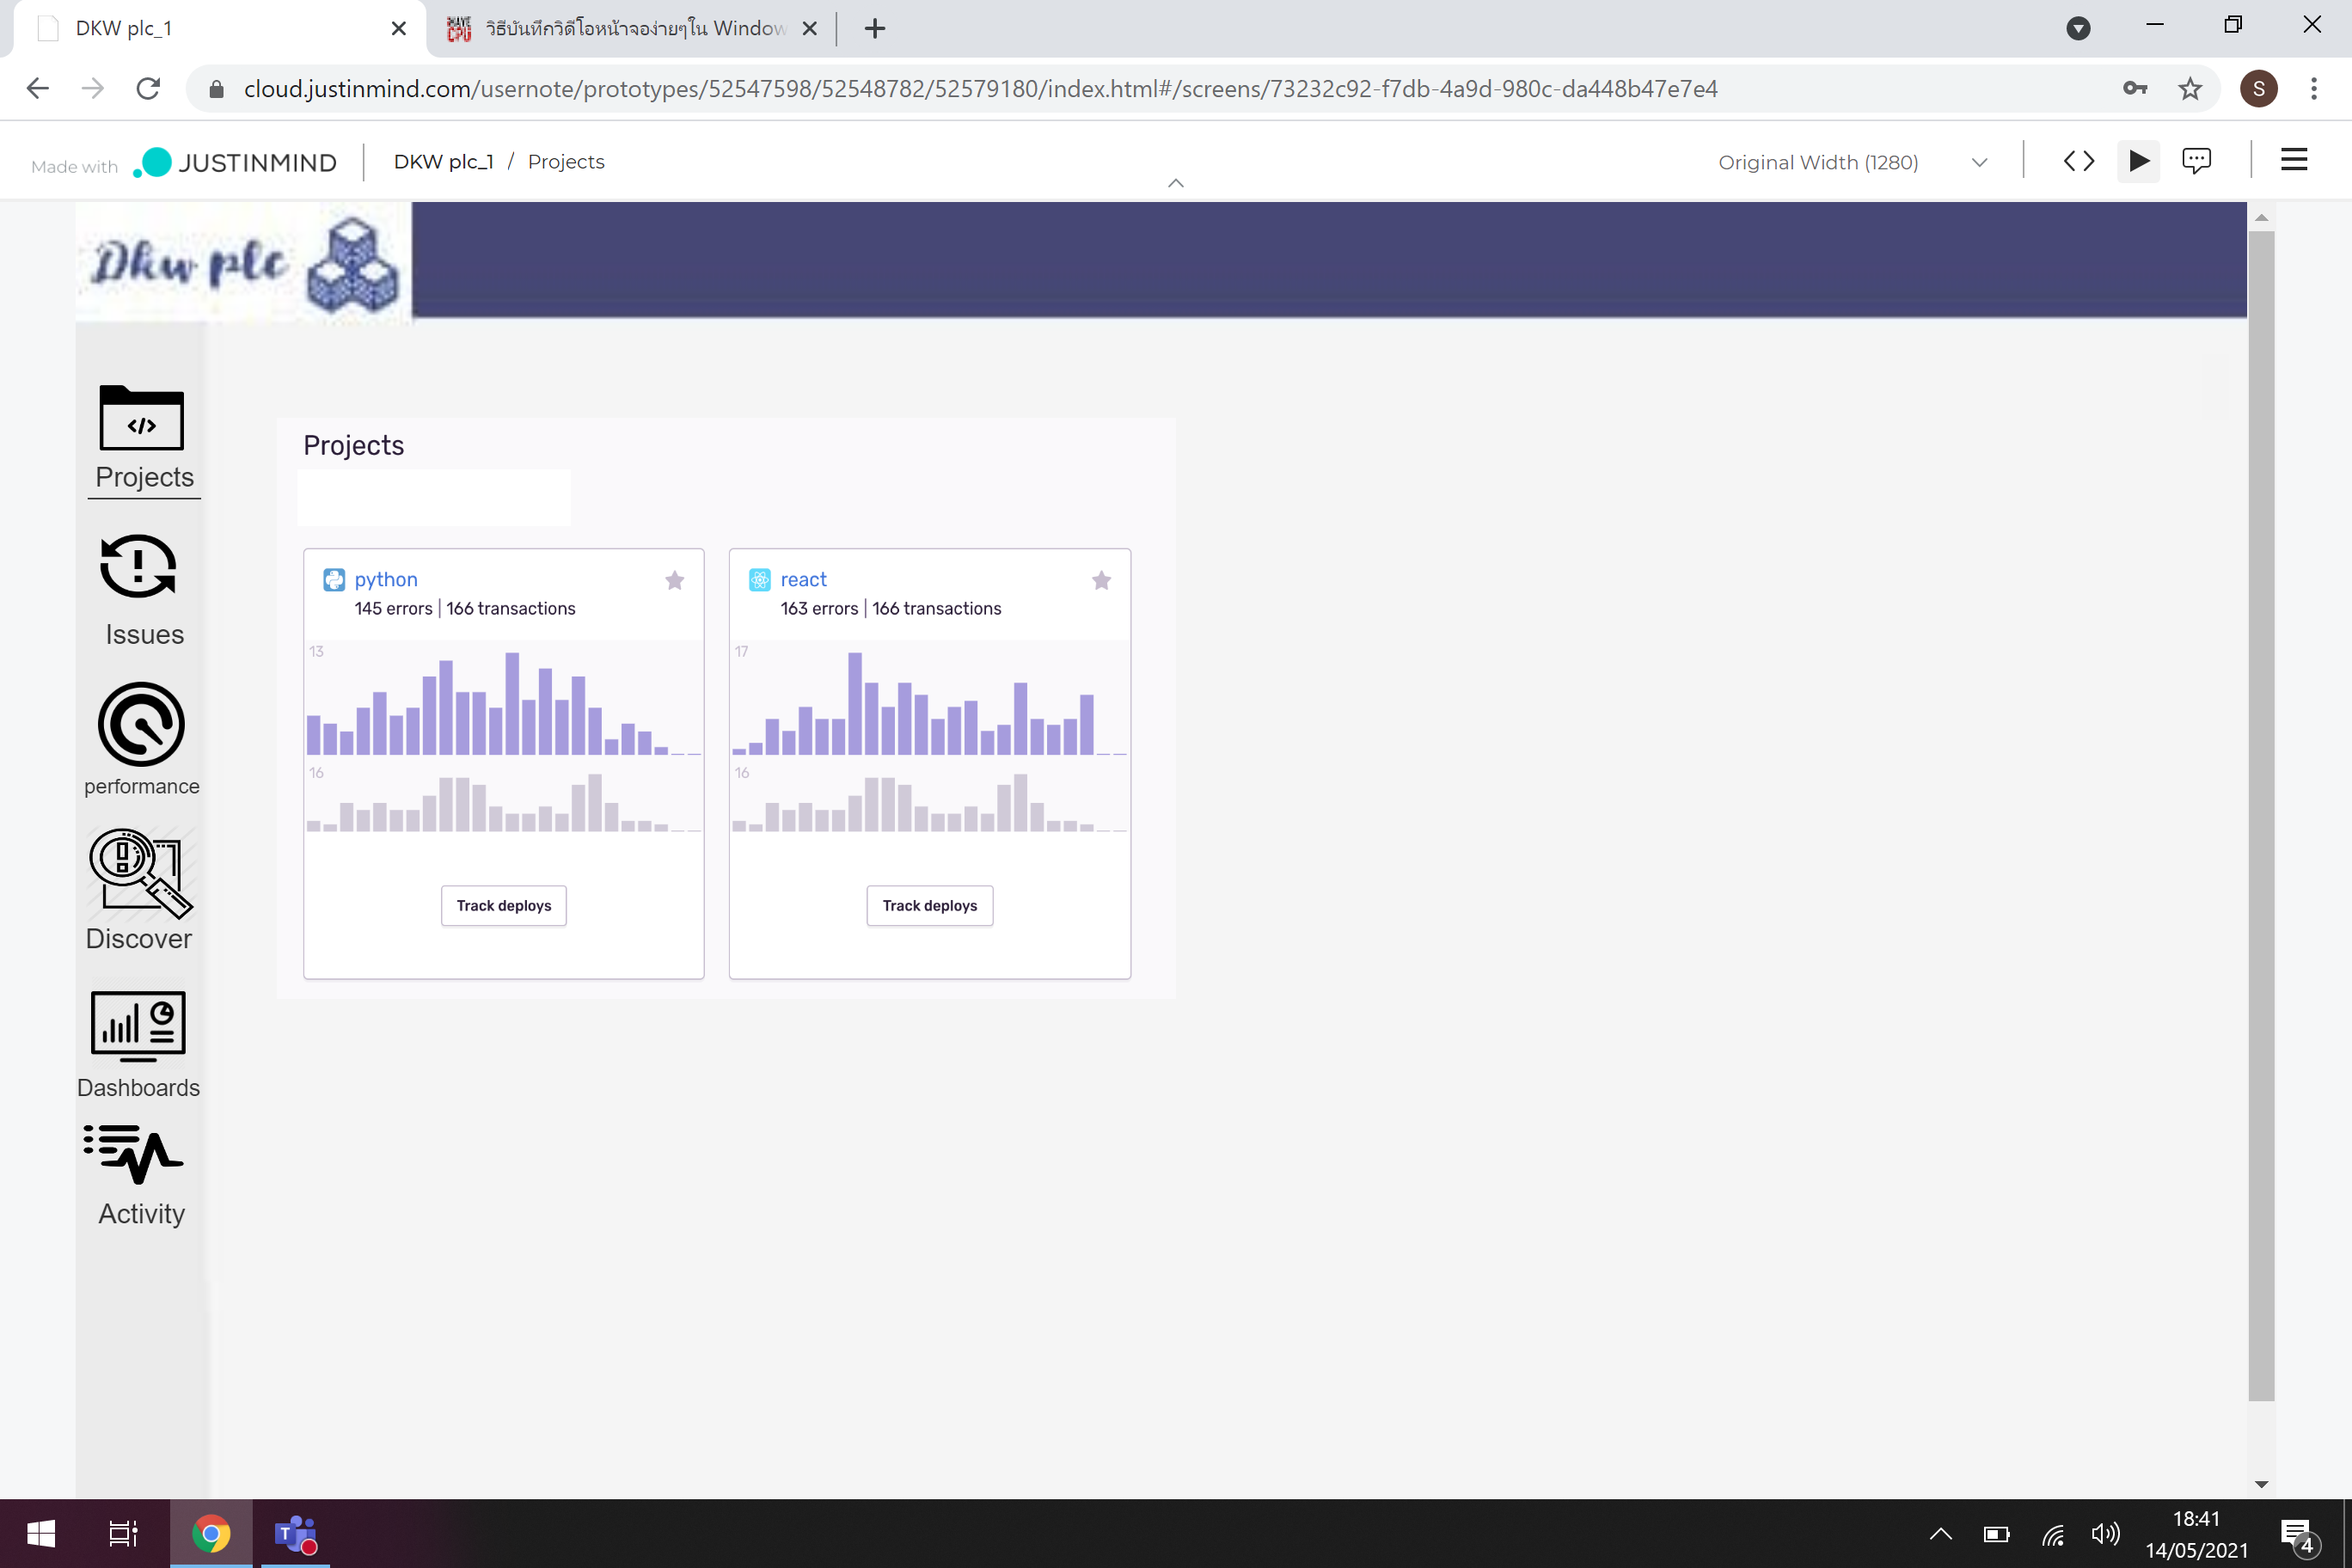 DKW plc_1
วิธีบันทึกวิดีโอหน้าจอง่ายๆใน Window
cloud.justinmind.com/usernote/prototypes/52547598/52548782/52579180/index.html#/screens/73232c92-f7db-4a9d-980c-da448b47e7e4
S
Made with JUSTINMIND
DKW plc_1 / Projects
Original Width (1280)
Dkw plc
Projects
Issues
performance
Discover
Dashboards
Activity
Projects
python
145 errors | 166 transactions
13
16
Track deploys
react
163 errors | 166 transactions
17
16
Track deploys
T
18:41
14/05/2021
4